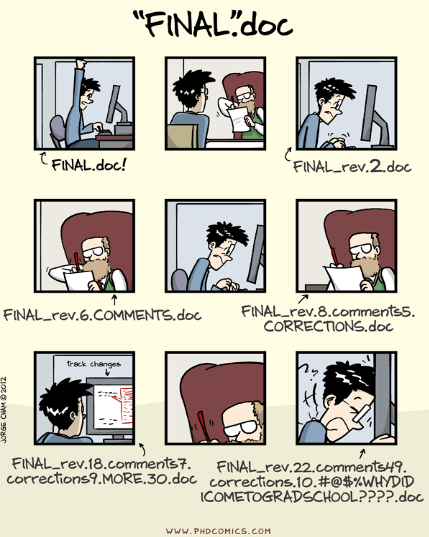 "FINAL".doc
FINAL.doc!
FINAL_rev.2.doc
FINAL_rev.6.COMMENTS.doc
FINAL_rev.8.comments5.
CORRECTIONS.doc
track changes
FINAL_rev.18.comments7.
corrections9.MORE.30.doc
FINAL_rev.22.comments49.
corrections.10.#@$%WHYDID
ICOMETOGRADSCHOOL????.doc
JORGE CHAM © 2012
WWW.PHDCOMICS.COM